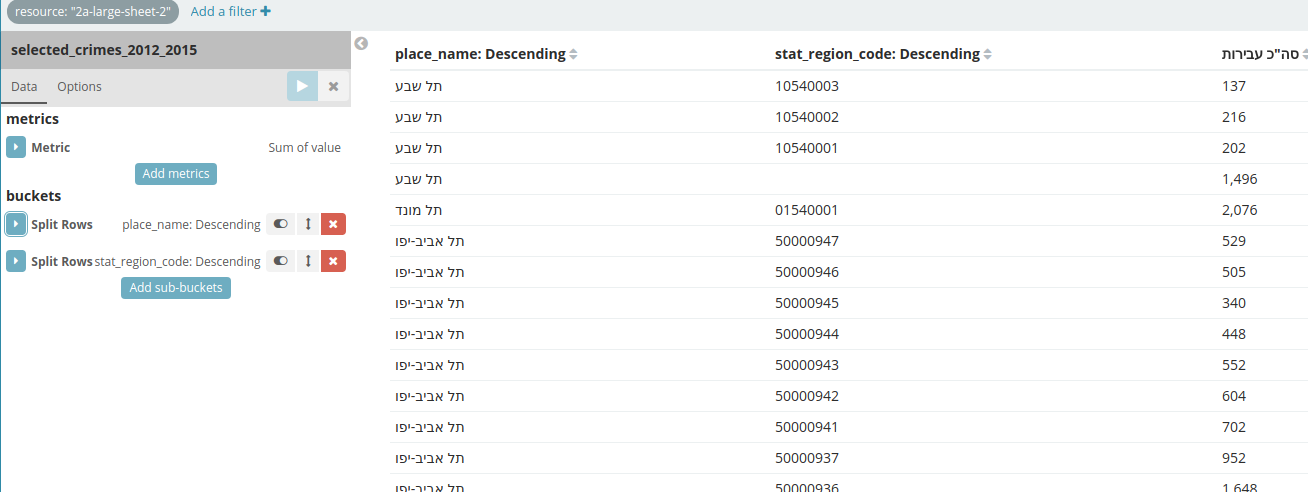 resource: "2a-large-sheet-2" Add a filter +
selected_crimes_2012_2015
Data Options
metrics
Metric Sum of value
Add metrics
buckets
Split Rows place_name: Descending
Split Rows stat_region_code: Descending
Add sub-buckets
place_name: Descending stat_region_code: Descending סה"כ עבירות
תל שבע 10540003 137
תל שבע 10540002 216
תל שבע 10540001 202
תל שבע 1,496
תל מונד 01540001 2,076
תל אביב-יפו 50000947 529
תל אביב-יפו 50000946 505
תל אביב-יפו 50000945 340
תל אביב-יפו 50000944 448
תל אביב-יפו 50000943 552
תל אביב-יפו 50000942 604
תל אביב-יפו 50000941 702
תל אביב-יפו 50000937 952
תל אביב-יפו 50000936 1,648